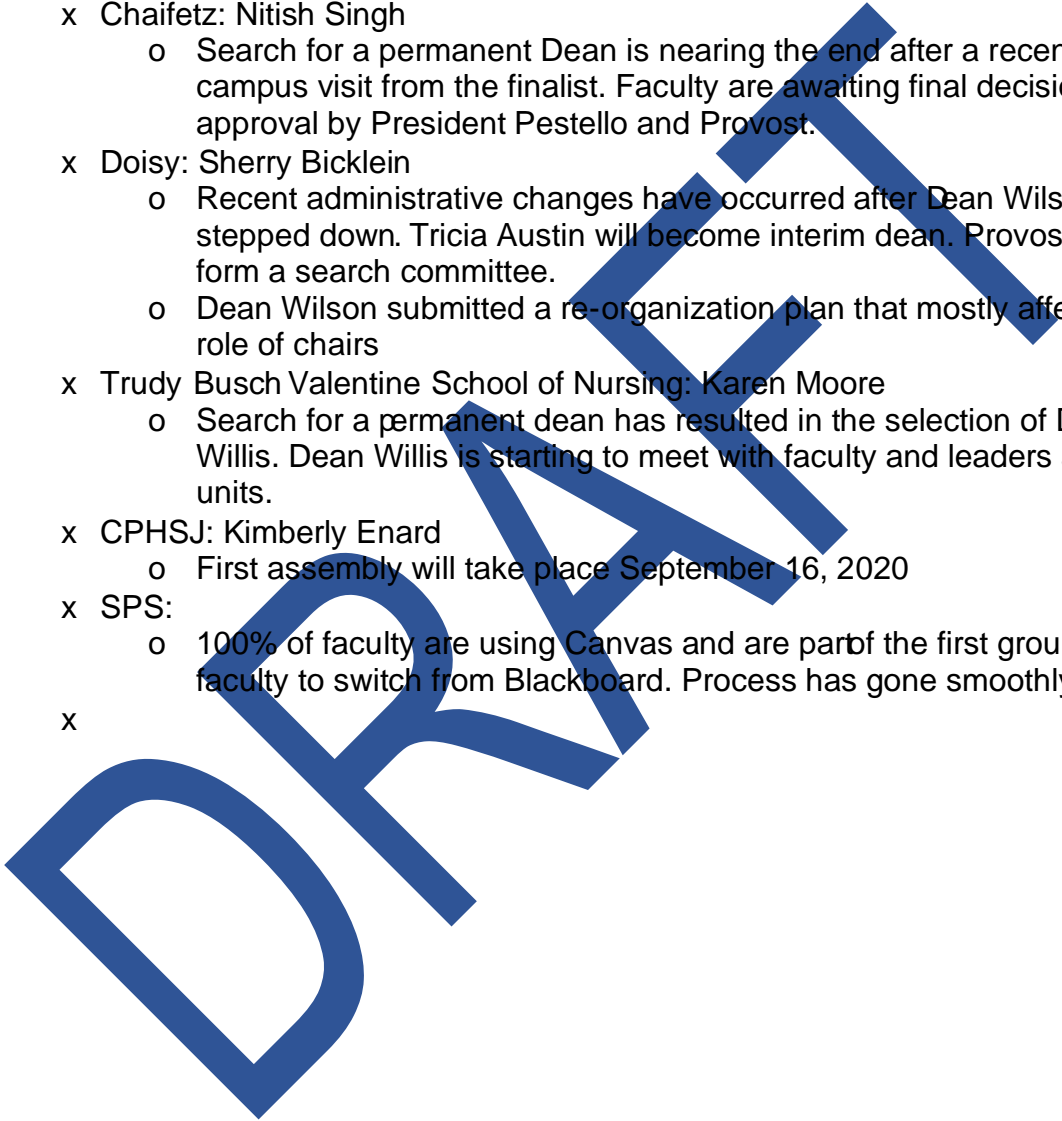 x Chaifetz: Nitish Singh
o Search for a permanent Dean is nearing the end after a recen
campus visit from the finalist. Faculty are awaiting final decisi
approval by President Pestello and Provost.
x Doisy: Sherry Bicklein
o Recent administrative changes have occurred after Dean Wils
stepped down. Tricia Austin will become interim dean. Provos
form a search committee.
o Dean Wilson submitted a re-organization plan that mostly affe
role of chairs
x Trudy Busch Valentine School of Nursing: Karen Moore
o Search for a permanent dean has resulted in the selection of D
Willis. Dean Willis is starting to meet with faculty and leaders
units.
x CPHSJ: Kimberly Enard
o First assembly will take place September 16, 2020
x SPS:
o 100% of faculty are using Canvas and are part of the first grou
faculty to switch from Blackboard. Process has gone smoothly
x
DRAFT